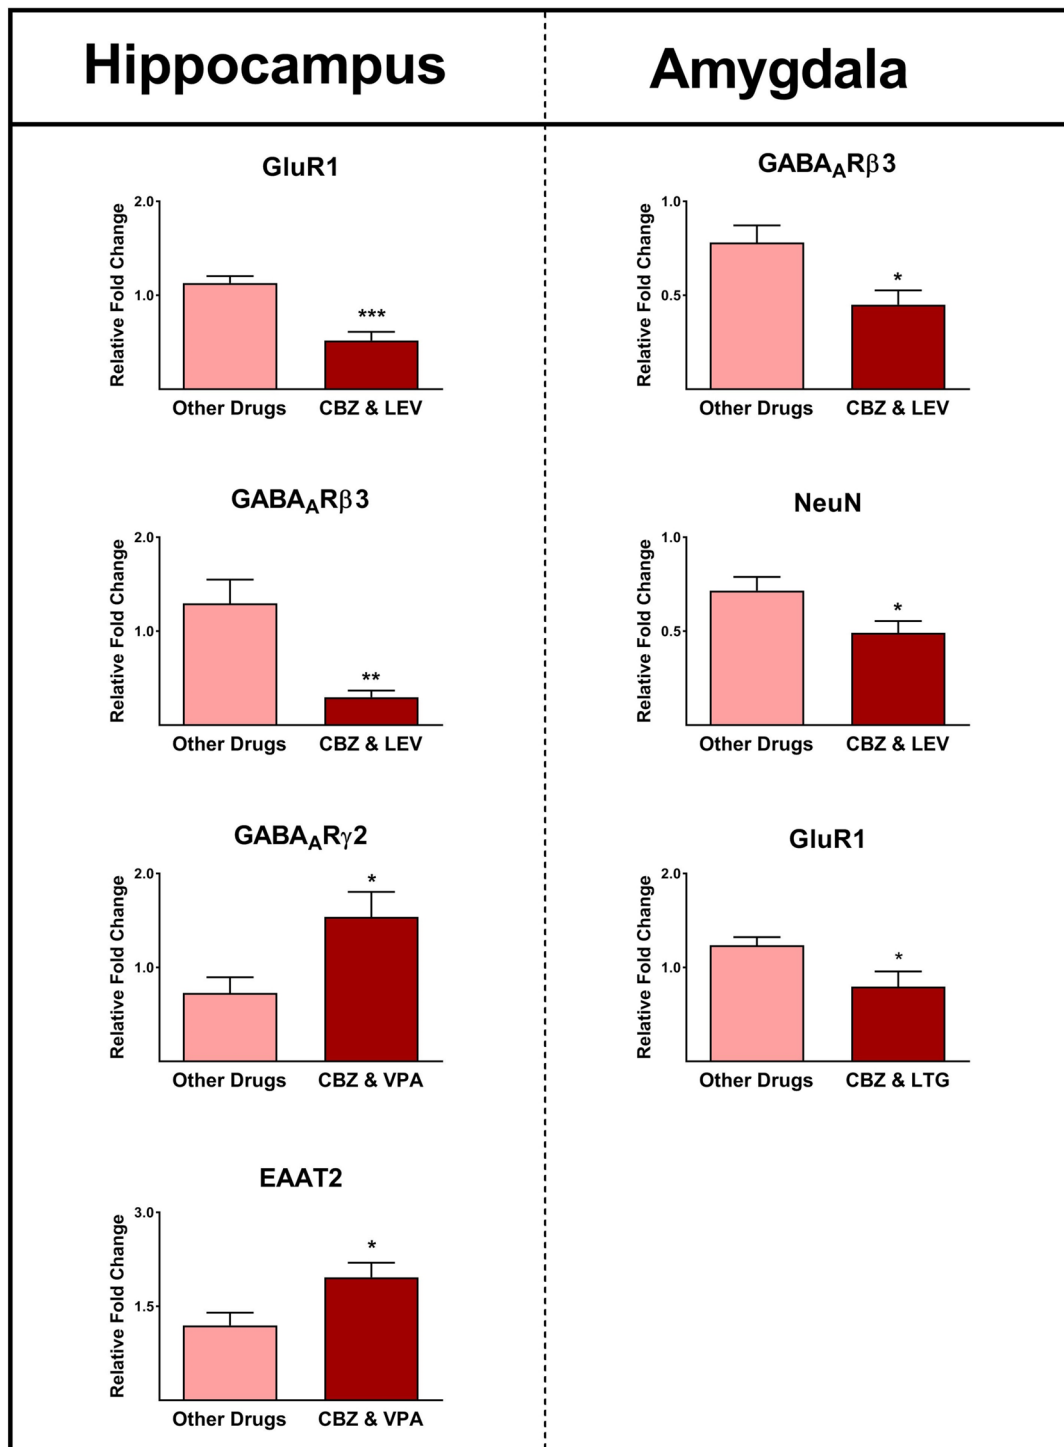 Hippocampus
Amygdala
GluR1
Relative Fold Change
2.0
1.0
***
Other Drugs
CBZ & LEV
GABAARβ3
Relative Fold Change
1.0
0.5
*
Other Drugs
CBZ & LEV
GABAARβ3
Relative Fold Change
2.0
1.0
**
Other Drugs
CBZ & LEV
NeuN
Relative Fold Change
1.0
0.5
*
Other Drugs
CBZ & LEV
GABAARγ2
Relative Fold Change
2.0
1.0
*
Other Drugs
CBZ & VPA
GluR1
Relative Fold Change
2.0
1.0
*
Other Drugs
CBZ & LTG
EAAT2
Relative Fold Change
3.0
1.5
*
Other Drugs
CBZ & VPA